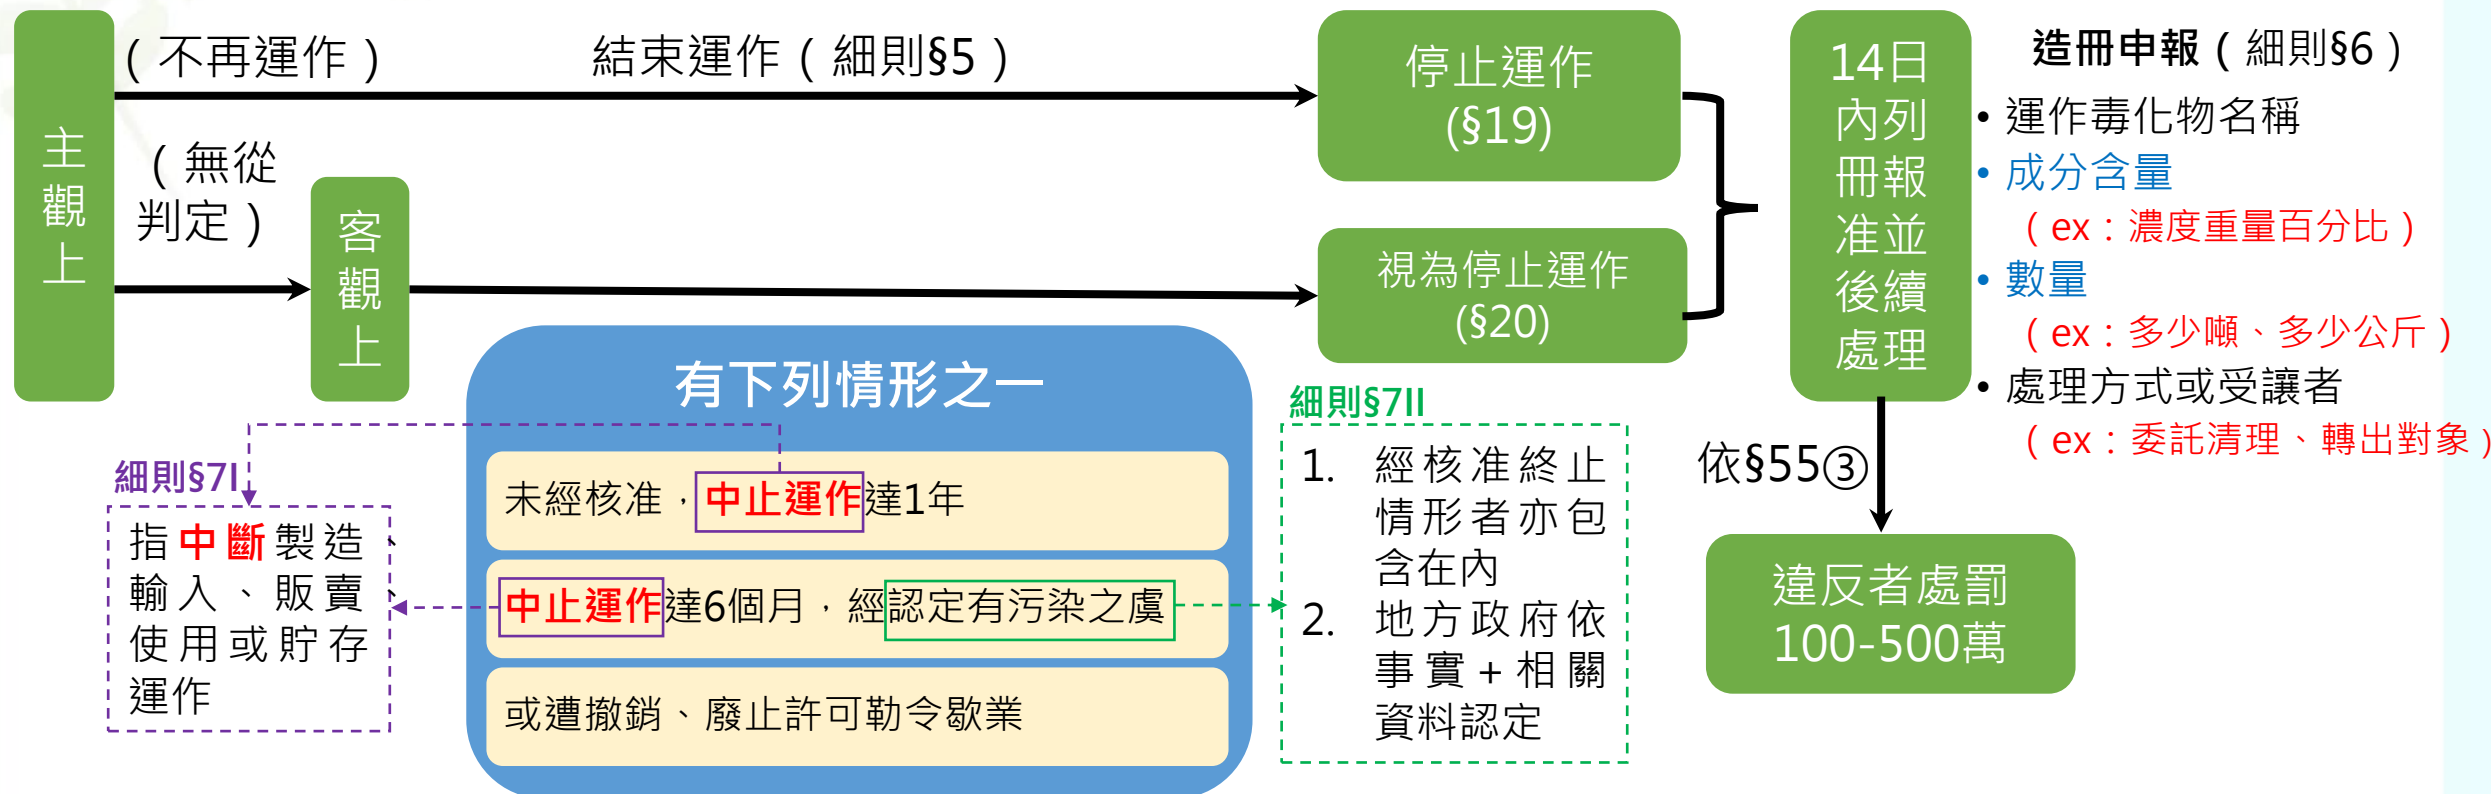 主
觀
上
（不再運作）
結束運作（細則§5）
（無從
判定）
客
觀
上
停止運作
(§19)
視為停止運作
(§20)
14日
內列
冊報
准並
後續
處理
造冊申報（細則§6）
• 運作毒化物名稱
• 成分含量
（ex：濃度重量百分比）
• 數量
（ex：多少噸、多少公斤）
• 處理方式或受讓者
（ex：委託清理、轉出對象）
依§55③
違反者處罰
100-500萬
有下列情形之一
未經核准，中止運作達1年
中止運作達6個月，經認定有污染之虞
或遭撤銷、廢止許可勒令歇業
細則§7I
指中斷製造、
輸入、販賣、
使用或貯存
運作
細則§7II
1. 經核准終止
情形者亦包
含在內
2. 地方政府依
事實+相關
資料認定